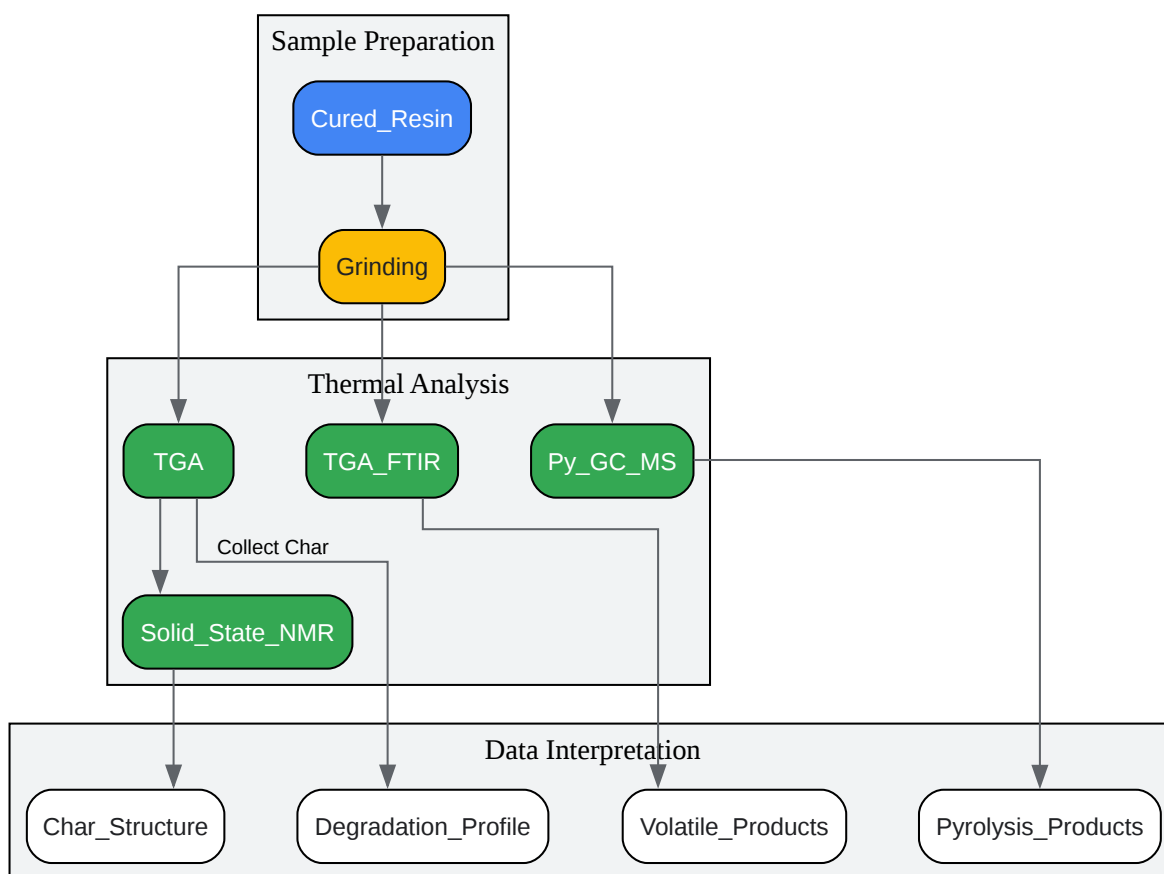 Sample Preparation
Cured_Resin
Grinding
Thermal Analysis
TGA
TGA_FTIR
Py_GC_MS
Collect Char
Solid_State_NMR
Data Interpretation
Char_Structure
Degradation_Profile
Volatile_Products
Pyrolysis_Products